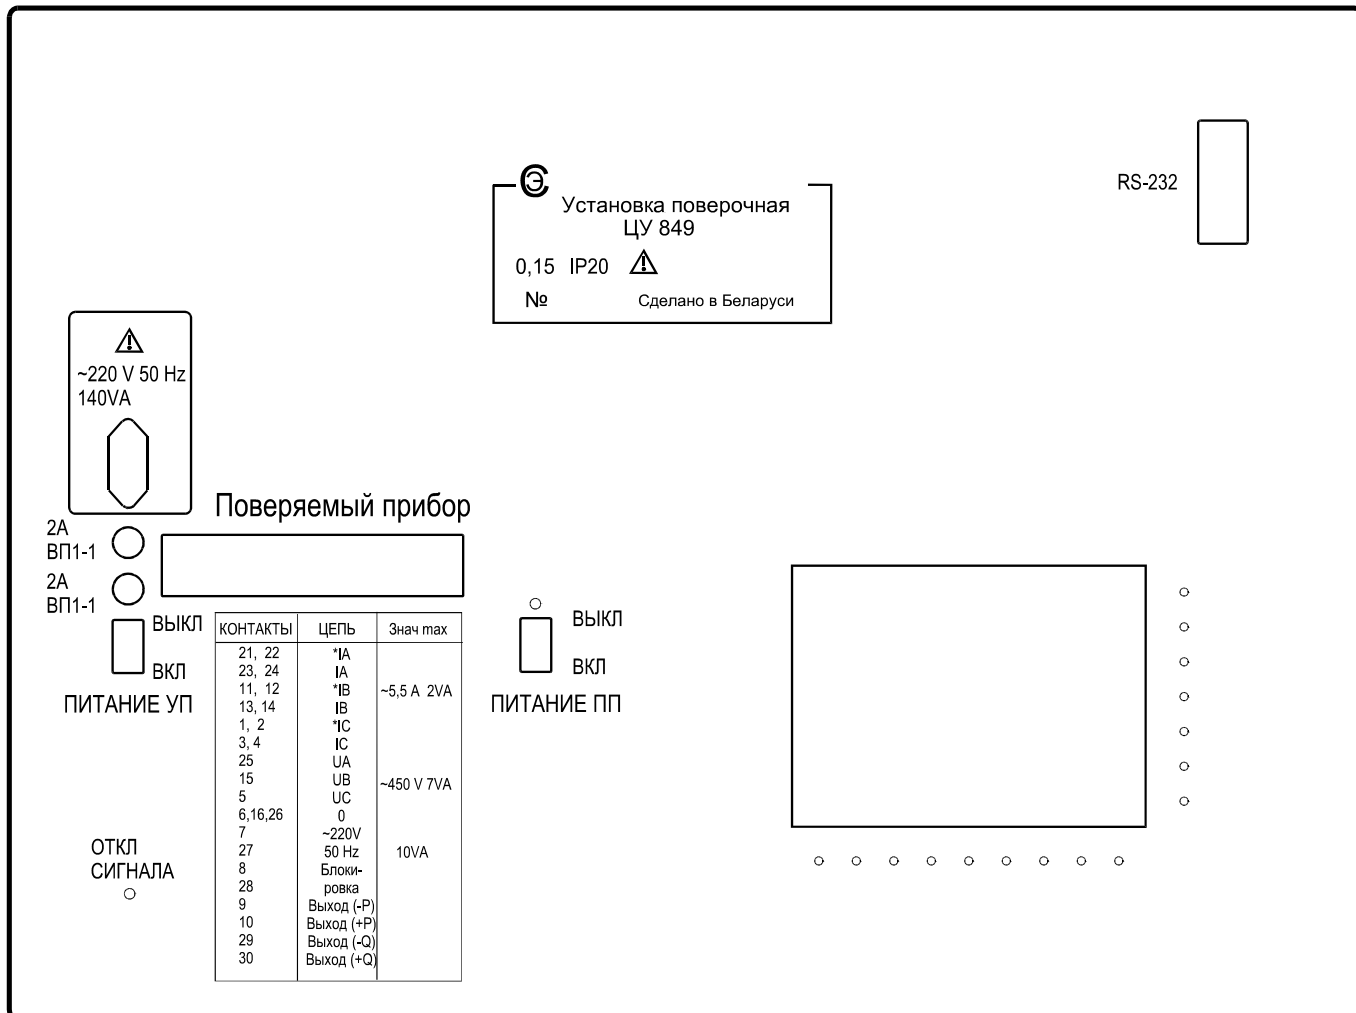 RS-232
СЭ
Установка поверочная
ЦУ 849
0,15 IP20
№ Сделано в Беларуси
~220 V 50 Hz
140VA
Поверяемый прибор
2А
ВП1-1
2А
ВП1-1
ВЫКЛ
ВКЛ
ПИТАНИЕ УП
КОНТАКТЫ ЦЕПЬ Знач max
21, 22 *IA
23, 24 IA
11, 12 *IB ~5,5 A 2VA
13, 14 IB
1, 2 *IC
3, 4 IC
25 UA
15 UB ~450 V 7VA
5 UC
6,16,26 0
7 ~220V
27 50 Hz 10VA
8 Блоки-
28 ровка
9 Выход (-P)
10 Выход (+P)
29 Выход (-Q)
30 Выход (+Q)
ВЫКЛ
ВКЛ
ПИТАНИЕ ПП
ОТКЛ
СИГНАЛА